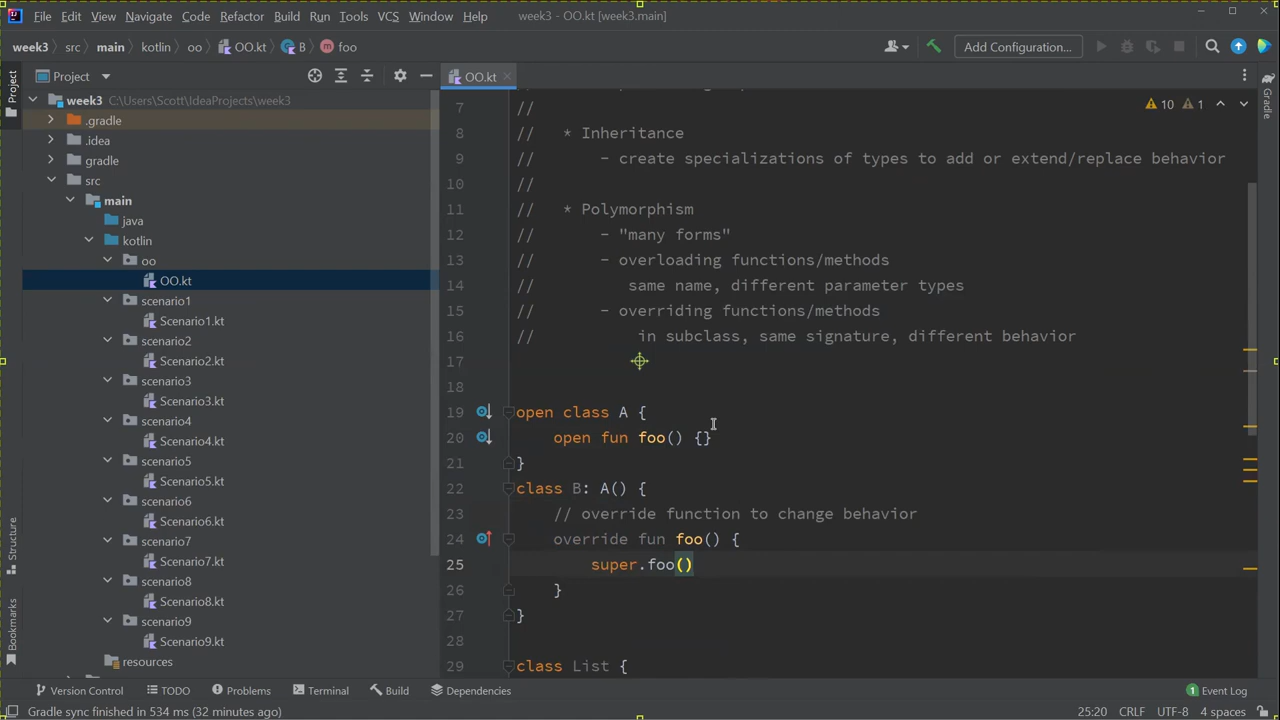 File Edit View Navigate Code Refactor Build Run Tools VCS Window Help week3 - OO.kt [week3.main]
week3 src main kotlin oo OO.kt B foo Add Configuration...
Project OO.kt
week3 C:\Users\Scott\IdeaProjects\week3
.gradle
.idea
gradle
src
main
java
kotlin
oo
OO.kt
scenario1
Scenario1.kt
scenario2
Scenario2.kt
scenario3
Scenario3.kt
scenario4
Scenario4.kt
scenario5
Scenario5.kt
scenario6
Scenario6.kt
scenario7
Scenario7.kt
scenario8
Scenario8.kt
scenario9
Scenario9.kt
resources
Project
Structure
Bookmarks
10 1
7 //
8 // * Inheritance
9 // - create specializations of types to add or extend/replace behavior
10 //
11 // * Polymorphism
12 // - "many forms"
13 // - overloading functions/methods
14 // same name, different parameter types
15 // - overriding functions/methods
16 // in subclass, same signature, different behavior
17
18
19 open class A {
20 open fun foo() {}
21 }
22 class B: A() {
23 // override function to change behavior
24 override fun foo() {
25 super.foo()
26 }
27 }
28
29 class List {
Gradle
Version Control TODO Problems Terminal Build Dependencies 1 Event Log
Gradle sync finished in 534 ms (32 minutes ago) 25:20 CRLF UTF-8 4 spaces